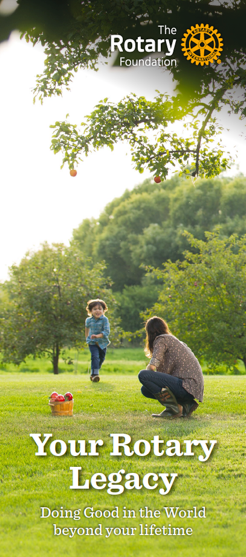 The
Rotary
Foundation
Your Rotary
Legacy
Doing Good in the World
beyond your lifetime